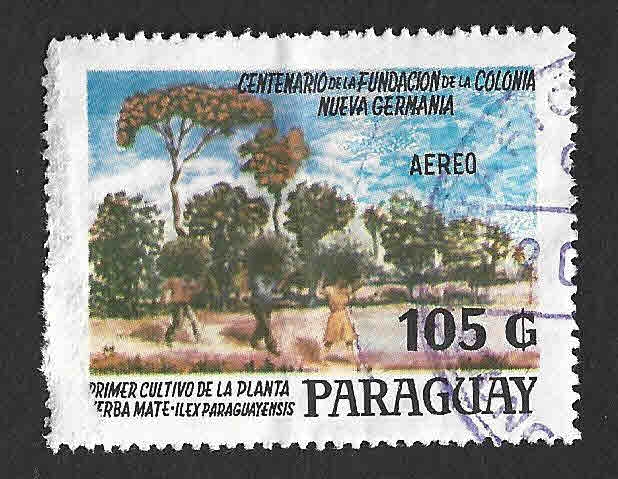 CENTENARIO DE LA FUNDACION DE LA COLONIA
NUEVA GERMANIA
AEREO
105 G
PRIMER CULTIVO DE LA PLANTA
YERBA MATE-ILEX PARAGUAYENSIS
PARAGUAY